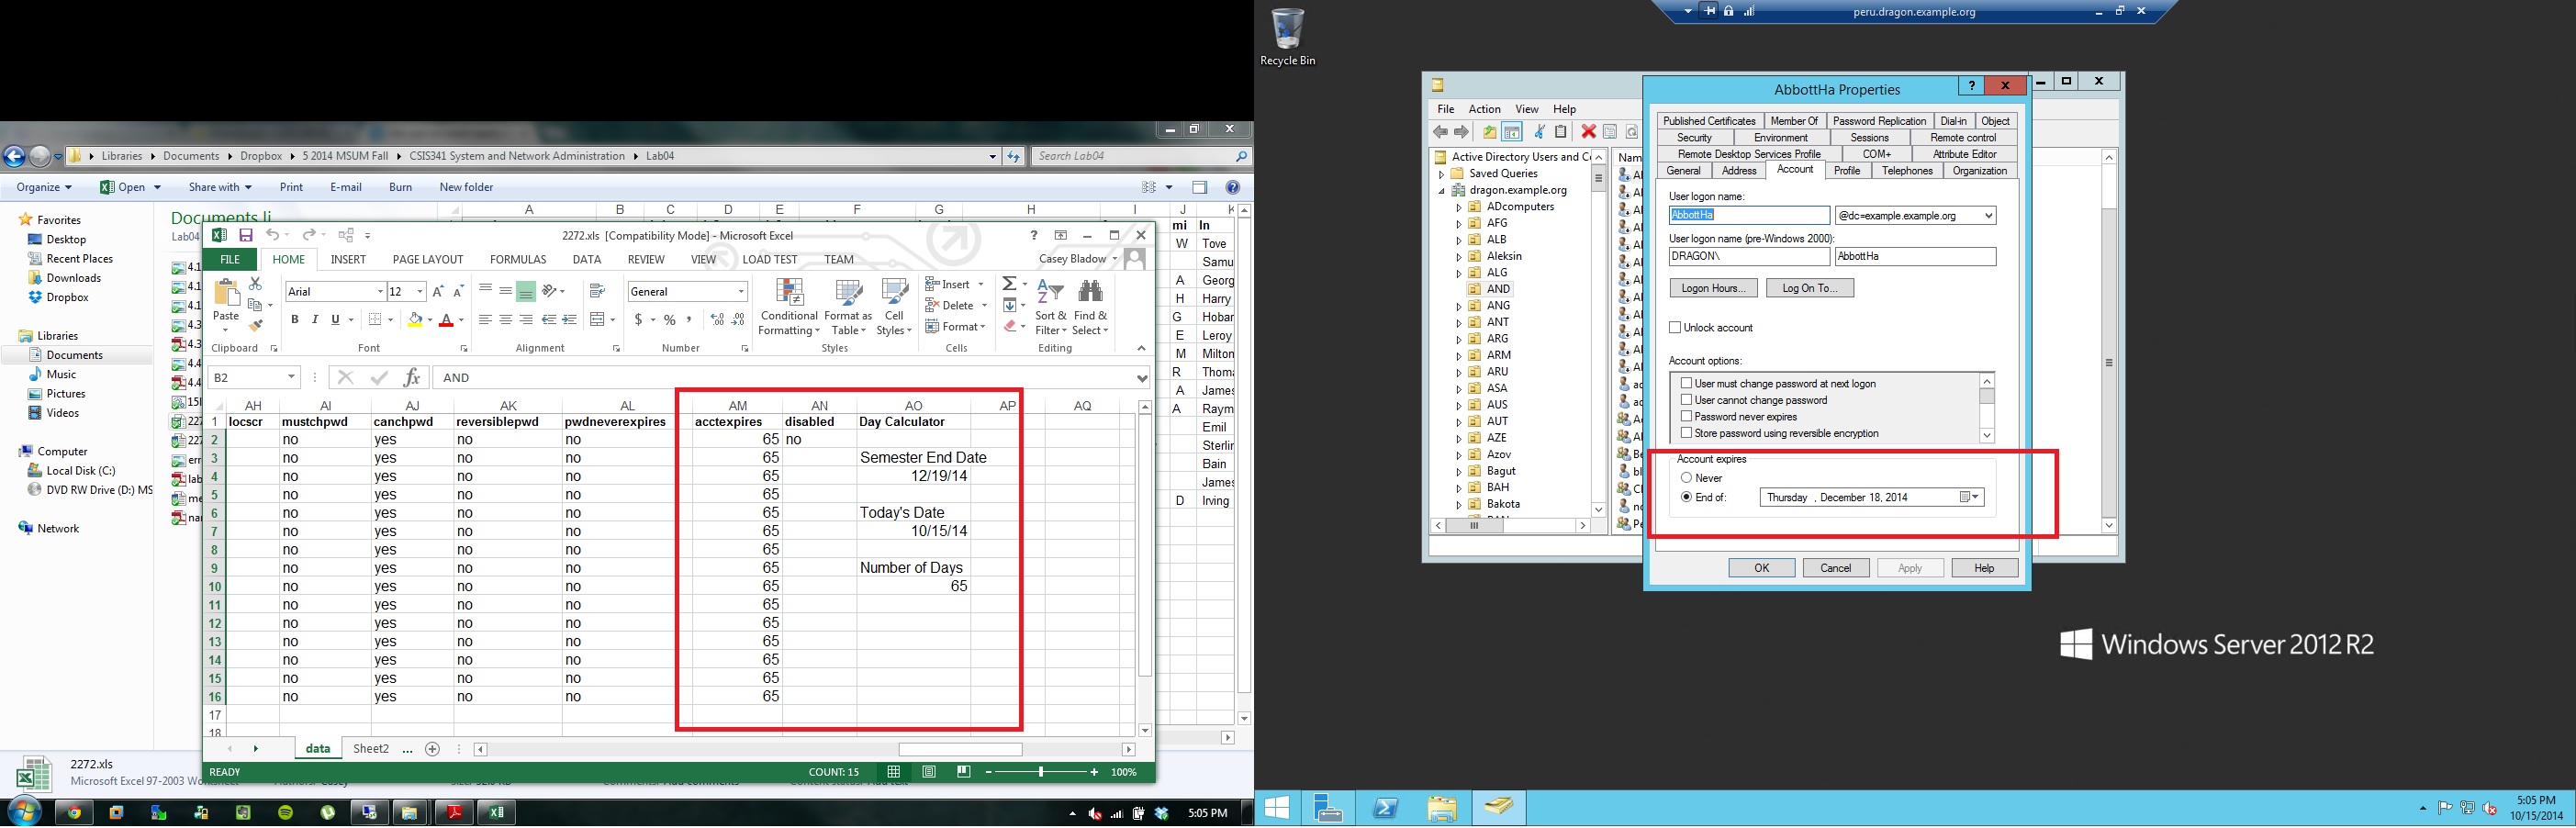 Libraries ▸ Documents ▸ Dropbox ▸ 5 2014 MSUM Fall ▸ CSIS341 System and Network Administration ▸ Lab04
Search Lab04
Organize Open Share with Print E-mail Burn New folder
Favorites
Desktop
Recent Places
Downloads
Dropbox
Libraries
Documents
Music
Pictures
Videos
Computer
Local Disk (C:)
DVD RW Drive (D:) MS
Network
Documents li
Lab04
A B C D E F G H I J K
mi ln
W Tove
Samu
A Georg
H Harry
G Hobar
E Leroy
M Milton
R Thoma
A James
A Raym
Emil
Sterlin
Bain
James
D Irving
2272.xls [Compatibility Mode] - Microsoft Excel
FILE HOME INSERT PAGE LAYOUT FORMULAS DATA REVIEW VIEW LOAD TEST TEAM Casey Bladow
Paste
Arial 12
B I U
General
$ % ,
Conditional Formatting
Format as Table
Cell Styles
Insert
Delete
Format
Sort & Filter
Find & Select
Clipboard Font Alignment Number Styles Cells Editing
B2 fx AND
AH AI AJ AK AL AM AN AO AP AQ
1 locscr mustchpwd canchpwd reversiblepwd pwdneverexpires acctexpires disabled Day Calculator
2 no yes no no 65 no
3 no yes no no 65 Semester End Date
4 no yes no no 65 12/19/14
5 no yes no no 65
6 no yes no no 65 Today's Date
7 no yes no no 65 10/15/14
8 no yes no no 65
9 no yes no no 65 Number of Days
10 no yes no no 65 65
11 no yes no no 65
12 no yes no no 65
13 no yes no no 65
14 no yes no no 65
15 no yes no no 65
16 no yes no no 65
17
18
data Sheet2 ...
READY COUNT: 15 100%
2272.xls
Microsoft Excel 97-2003 Wo
5:05 PM
Recycle Bin
peru.dragon.example.org
File Action View Help
Active Directory Users and C
Saved Queries
dragon.example.org
ADcomputers
AFG
ALB
Aleksin
ALG
AND
ANG
ANT
ARG
ARM
ARU
ASA
AUS
AUT
AZE
Azov
Bagut
BAH
Bakota
AbbottHa Properties
Published Certificates Member Of Password Replication Dial-in Object
Security Environment Sessions Remote control
Remote Desktop Services Profile COM+ Attribute Editor
General Address Account Profile Telephones Organization
User logon name:
AbbottHa @dc=example.example.org
User logon name (pre-Windows 2000):
DRAGON\ AbbottHa
Logon Hours... Log On To...
Unlock account
Account options:
User must change password at next logon
User cannot change password
Password never expires
Store password using reversible encryption
Account expires
Never
End of: Thursday , December 18, 2014
OK Cancel Apply Help
Windows Server 2012 R2
5:05 PM
10/15/2014